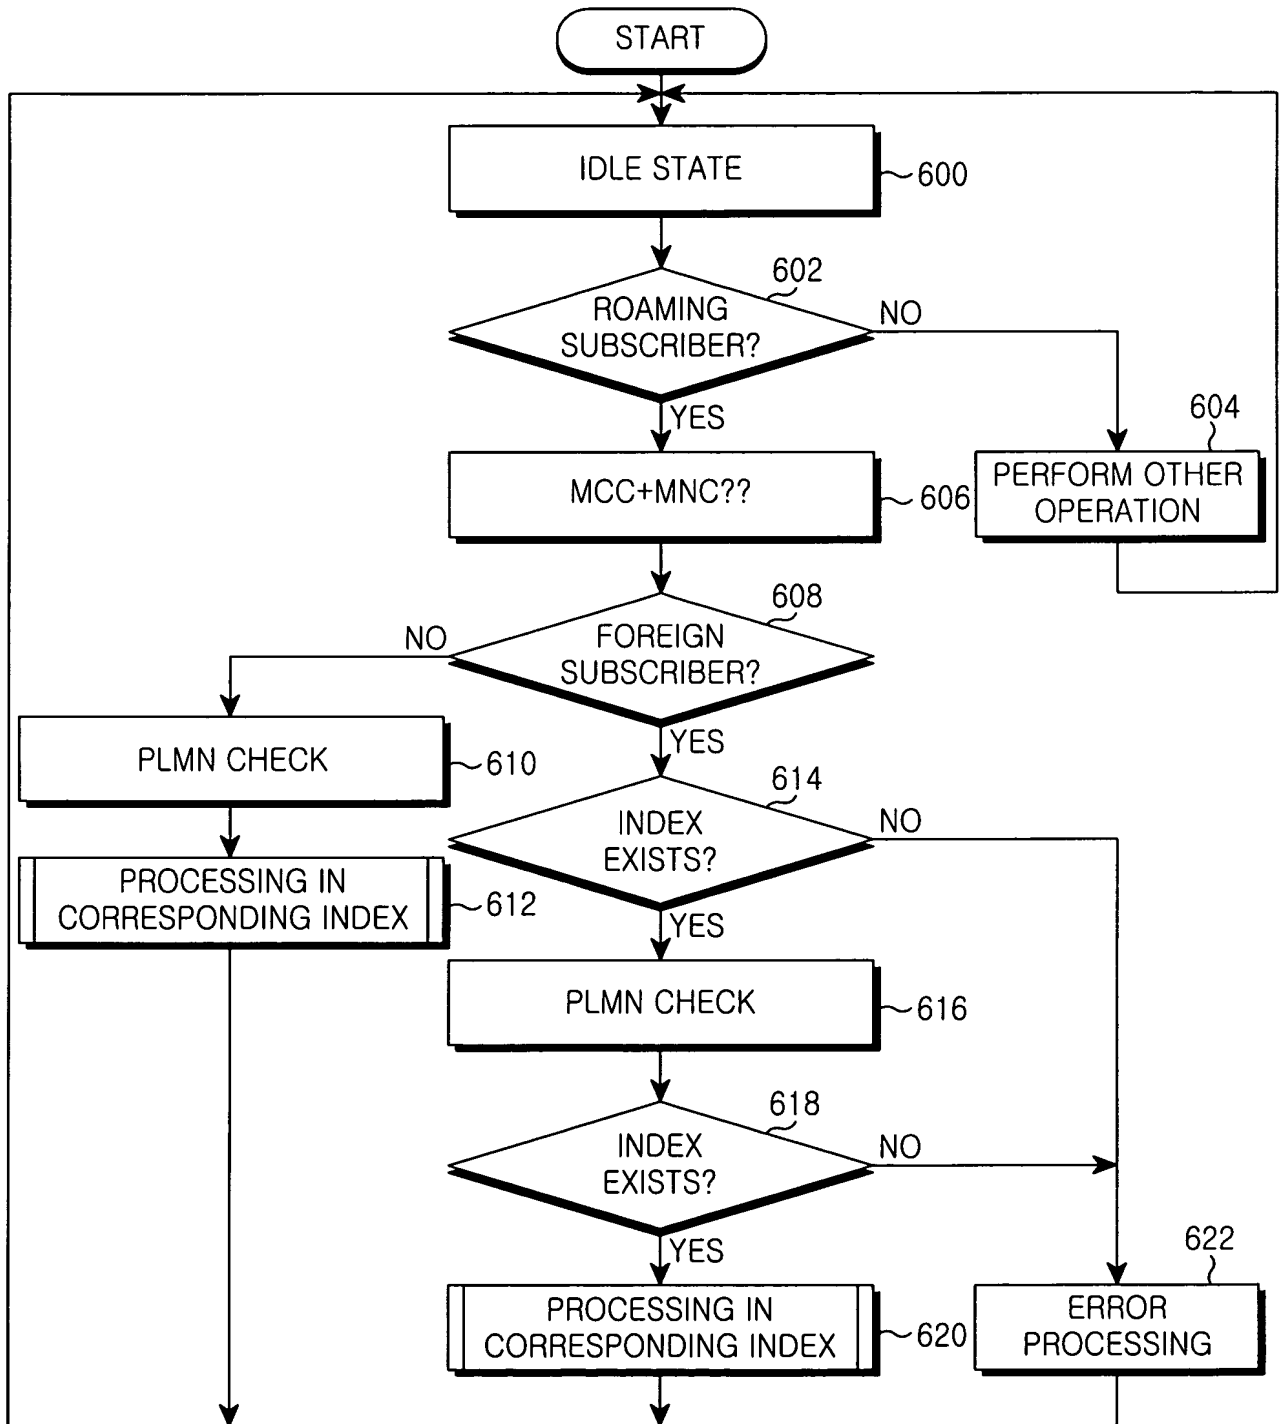 START
IDLE STATE
600
602
ROAMING
SUBSCRIBER?
NO
YES
604
PERFORM OTHER
OPERATION
MCC+MNC??
606
608
FOREIGN
SUBSCRIBER?
NO
YES
PLMN CHECK
610
614
INDEX
EXISTS?
NO
YES
PROCESSING IN
CORRESPONDING INDEX
612
PLMN CHECK
616
618
INDEX
EXISTS?
NO
YES
622
PROCESSING IN
CORRESPONDING INDEX
620
ERROR
PROCESSING